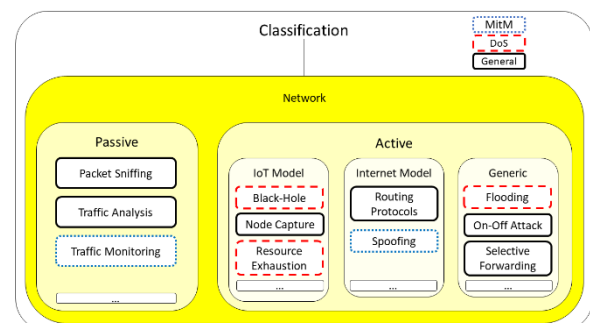 Classification
MitM
DoS
General
Network
Passive
Packet Sniffing
Traffic Analysis
Traffic Monitoring
...
Active
IoT Model
Black-Hole
Node Capture
Resource
Exhaustion
...
Internet Model
Routing
Protocols
Spoofing
...
Generic
Flooding
On-Off Attack
Selective
Forwarding
...